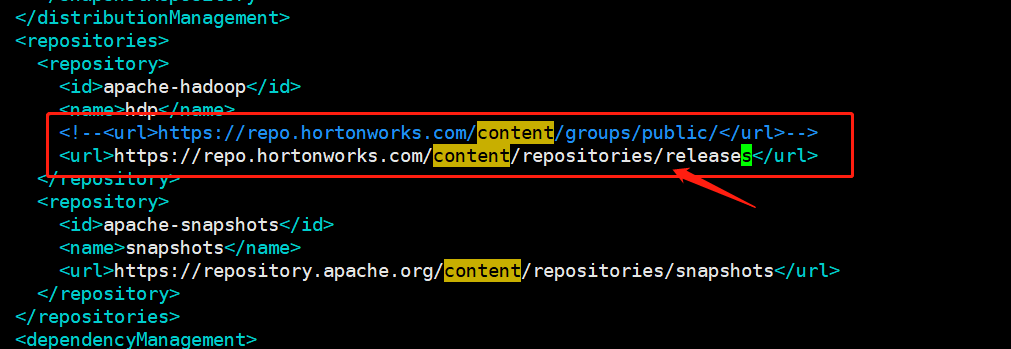 </distributionManagement>
<repositories>
<repository>
<id>apache-hadoop</id>
<name>hdp</name>
<!--<url>https://repo.hortonworks.com/content/groups/public/</url>-->
<url>https://repo.hortonworks.com/content/repositories/releases</url>
</repository>
<repository>
<id>apache-snapshots</id>
<name>snapshots</name>
<url>https://repository.apache.org/content/repositories/snapshots</url>
</repository>
</repositories>
<dependencyManagement>